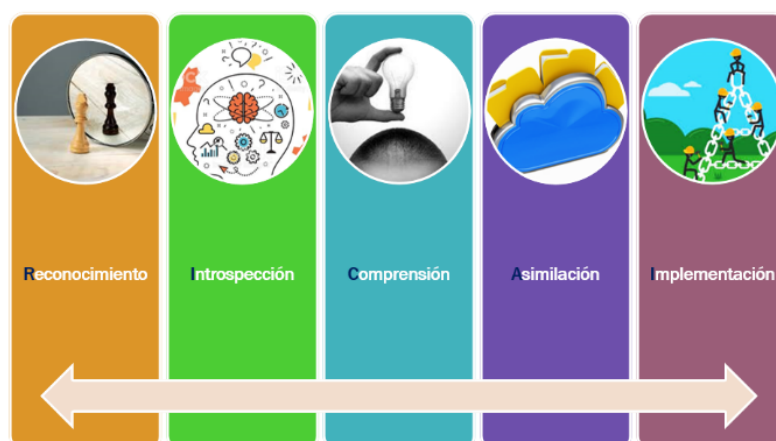 Reconocimiento
Introspección
Comprensión
Asimilación
Implementación